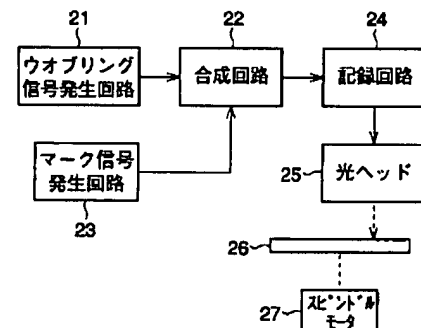 21
ウオブリング
信号発生回路
22
合成回路
24
記録回路
マーク信号
発生回路
23
25
光ヘッド
26
27
スピンドル
モータ